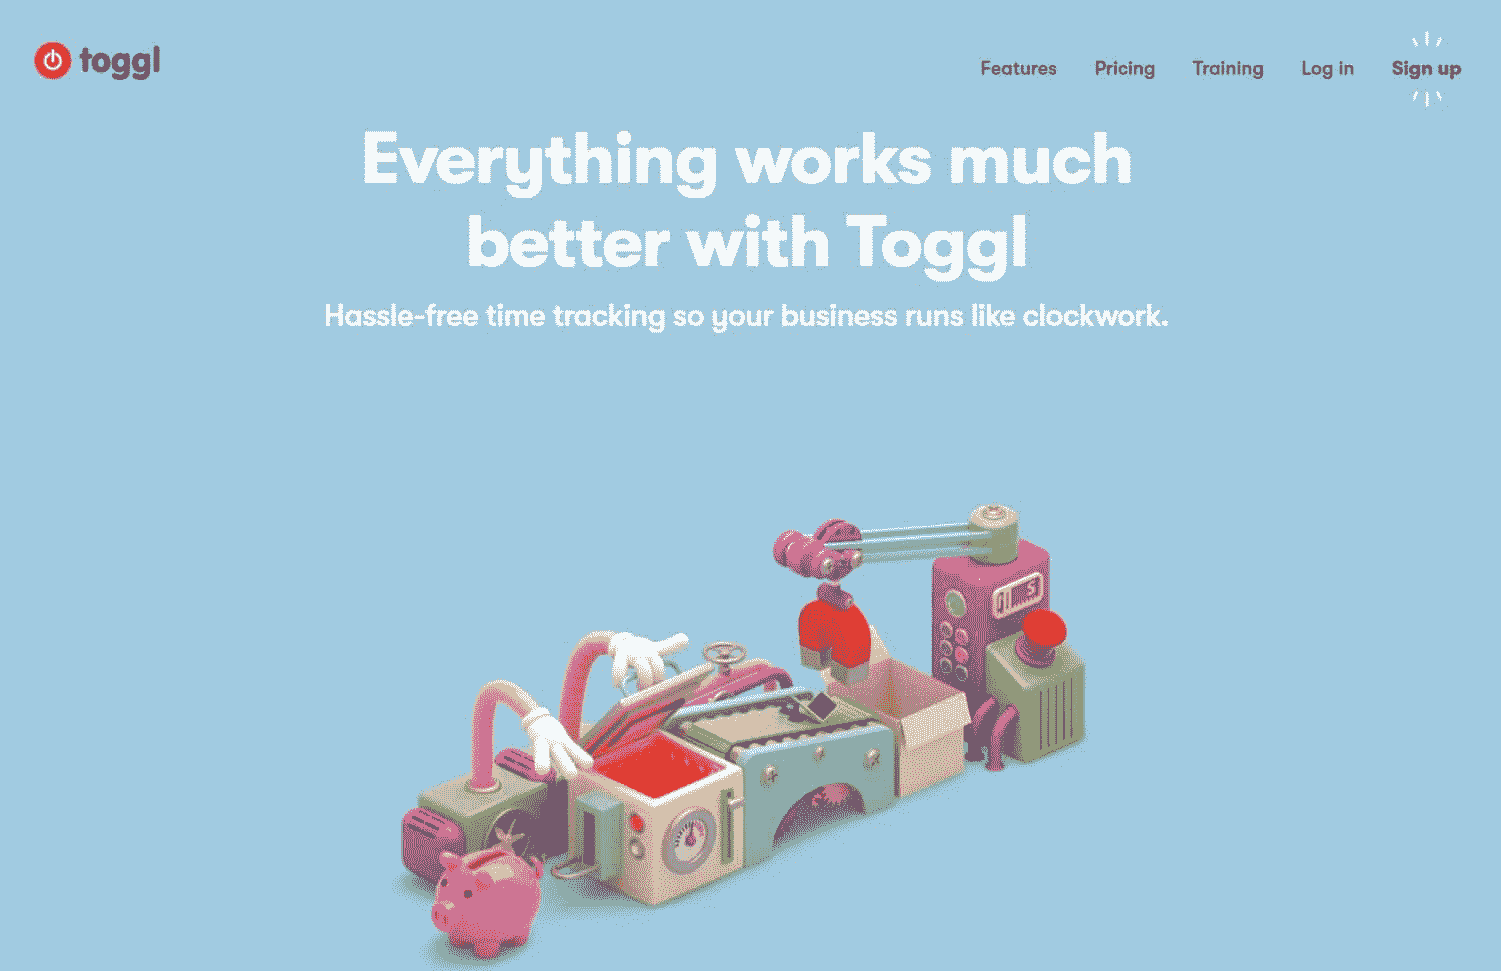 toggl
Features Pricing Training Log in Sign up
Everything works much
better with Toggl
Hassle-free time tracking so your business runs like clockwork.